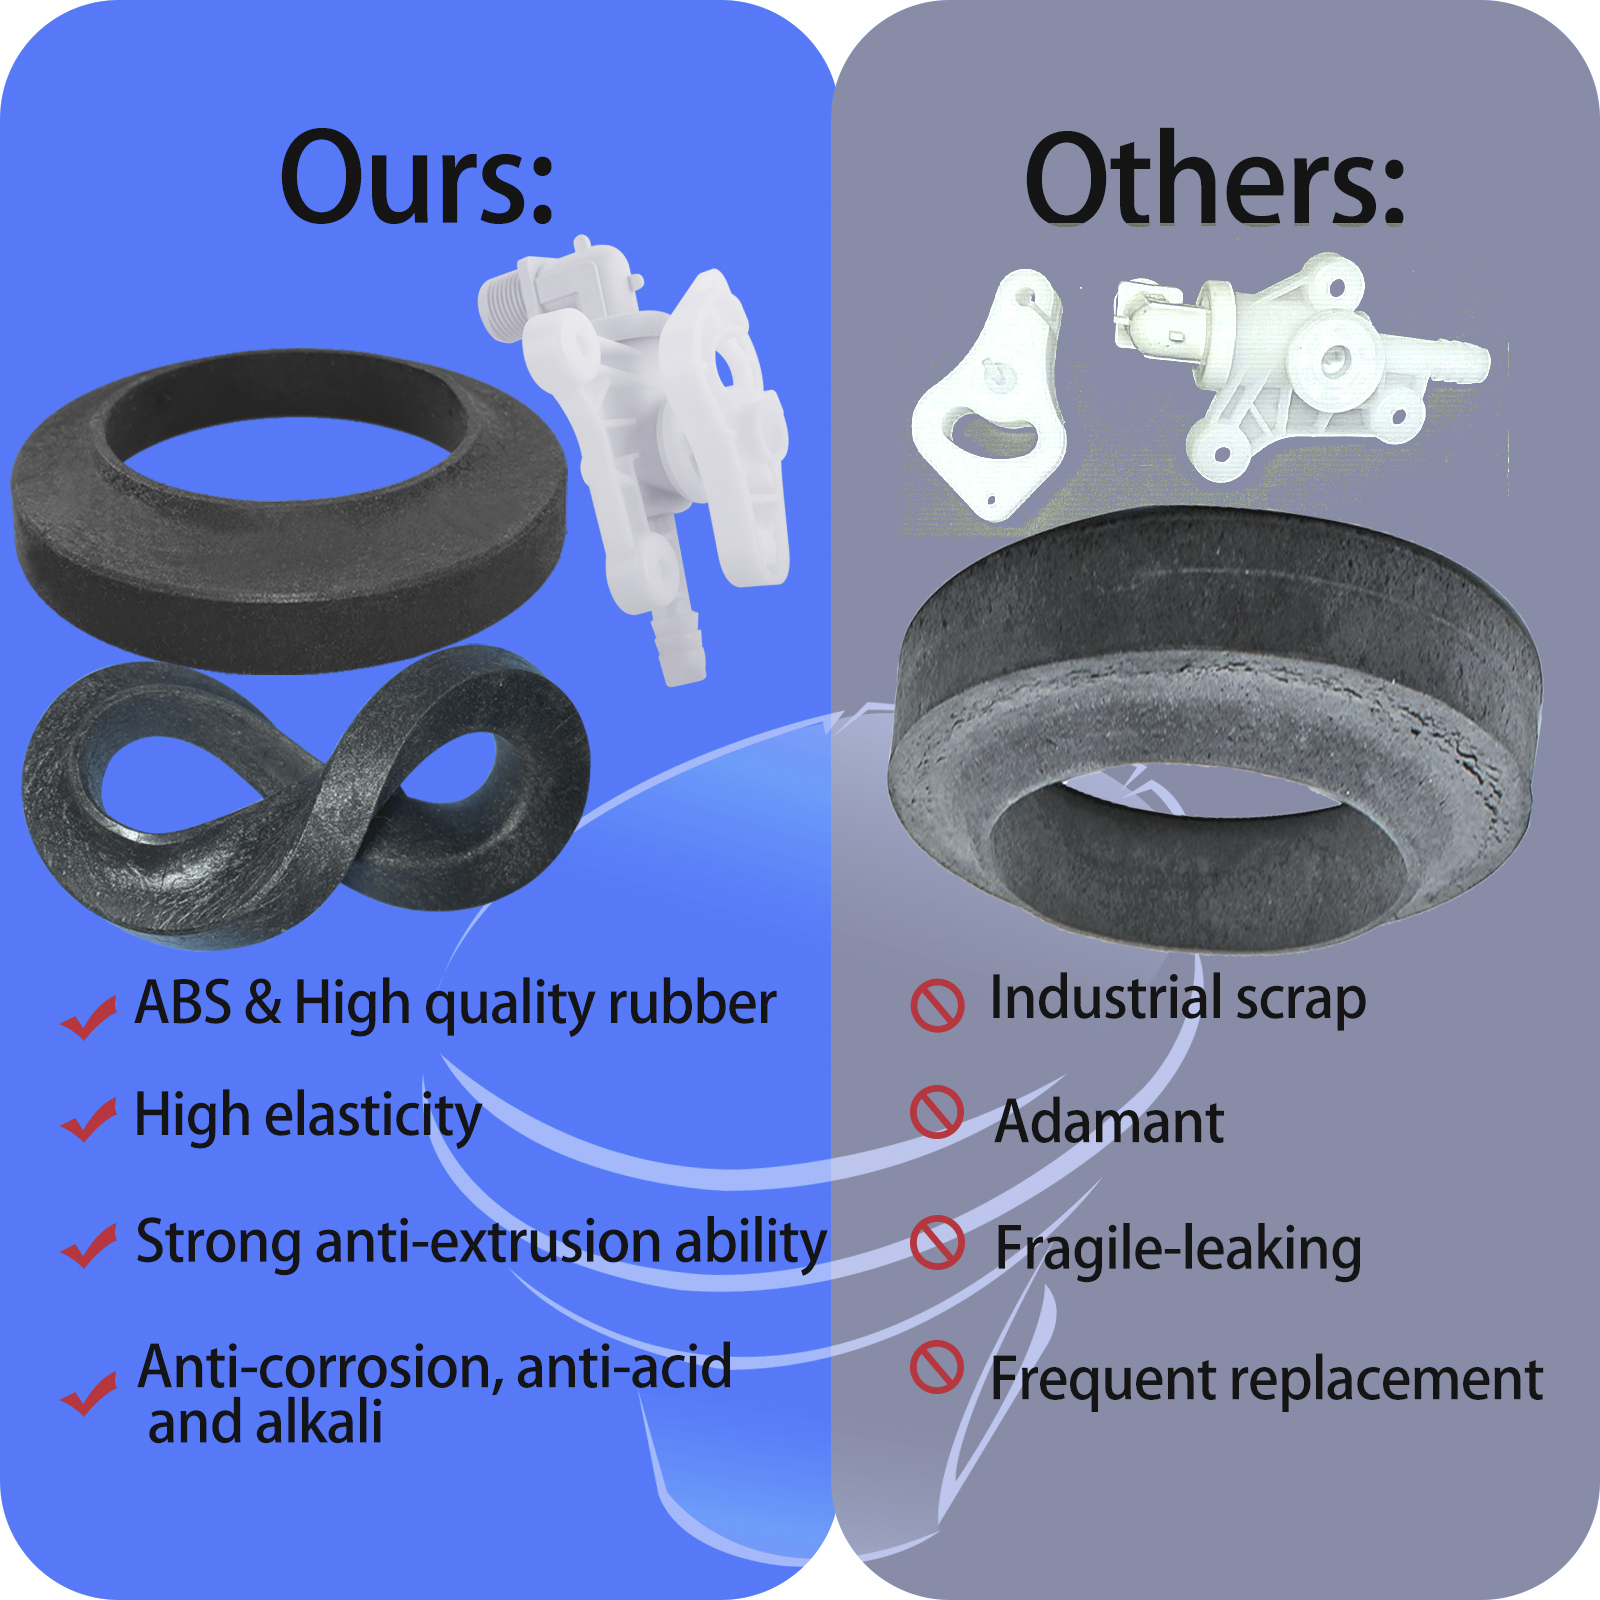 Ours:
ABS & High quality rubber
High elasticity
Strong anti-extrusion ability
Anti-corrosion, anti-acid
and alkali
Others:
Industrial scrap
Adamant
Fragile-leaking
Frequent replacement